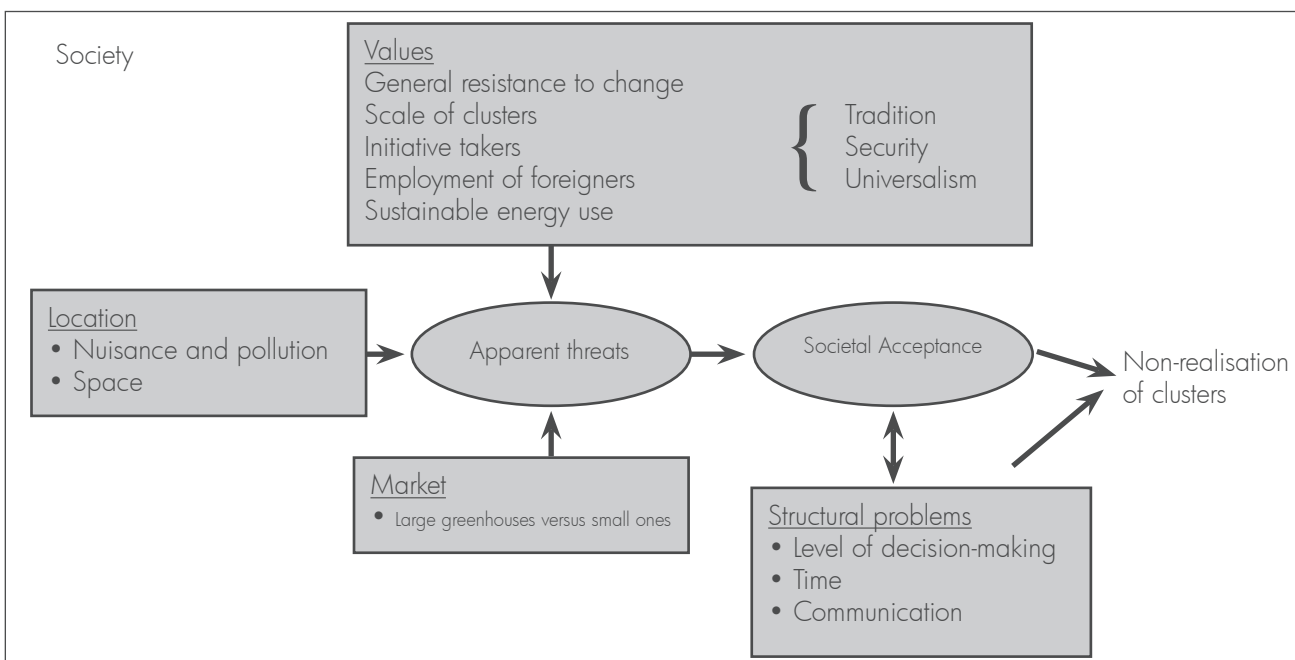 Society
Values
General resistance to change
Scale of clusters
Initiative takers
Employment of foreigners
Sustainable energy use
{
Tradition
Security
Universalism
Location
• Nuisance and pollution
• Space
Apparent threats
Societal Acceptance
Non-realisation
of clusters
Market
• Large greenhouses versus small ones
Structural problems
• Level of decision-making
• Time
• Communication